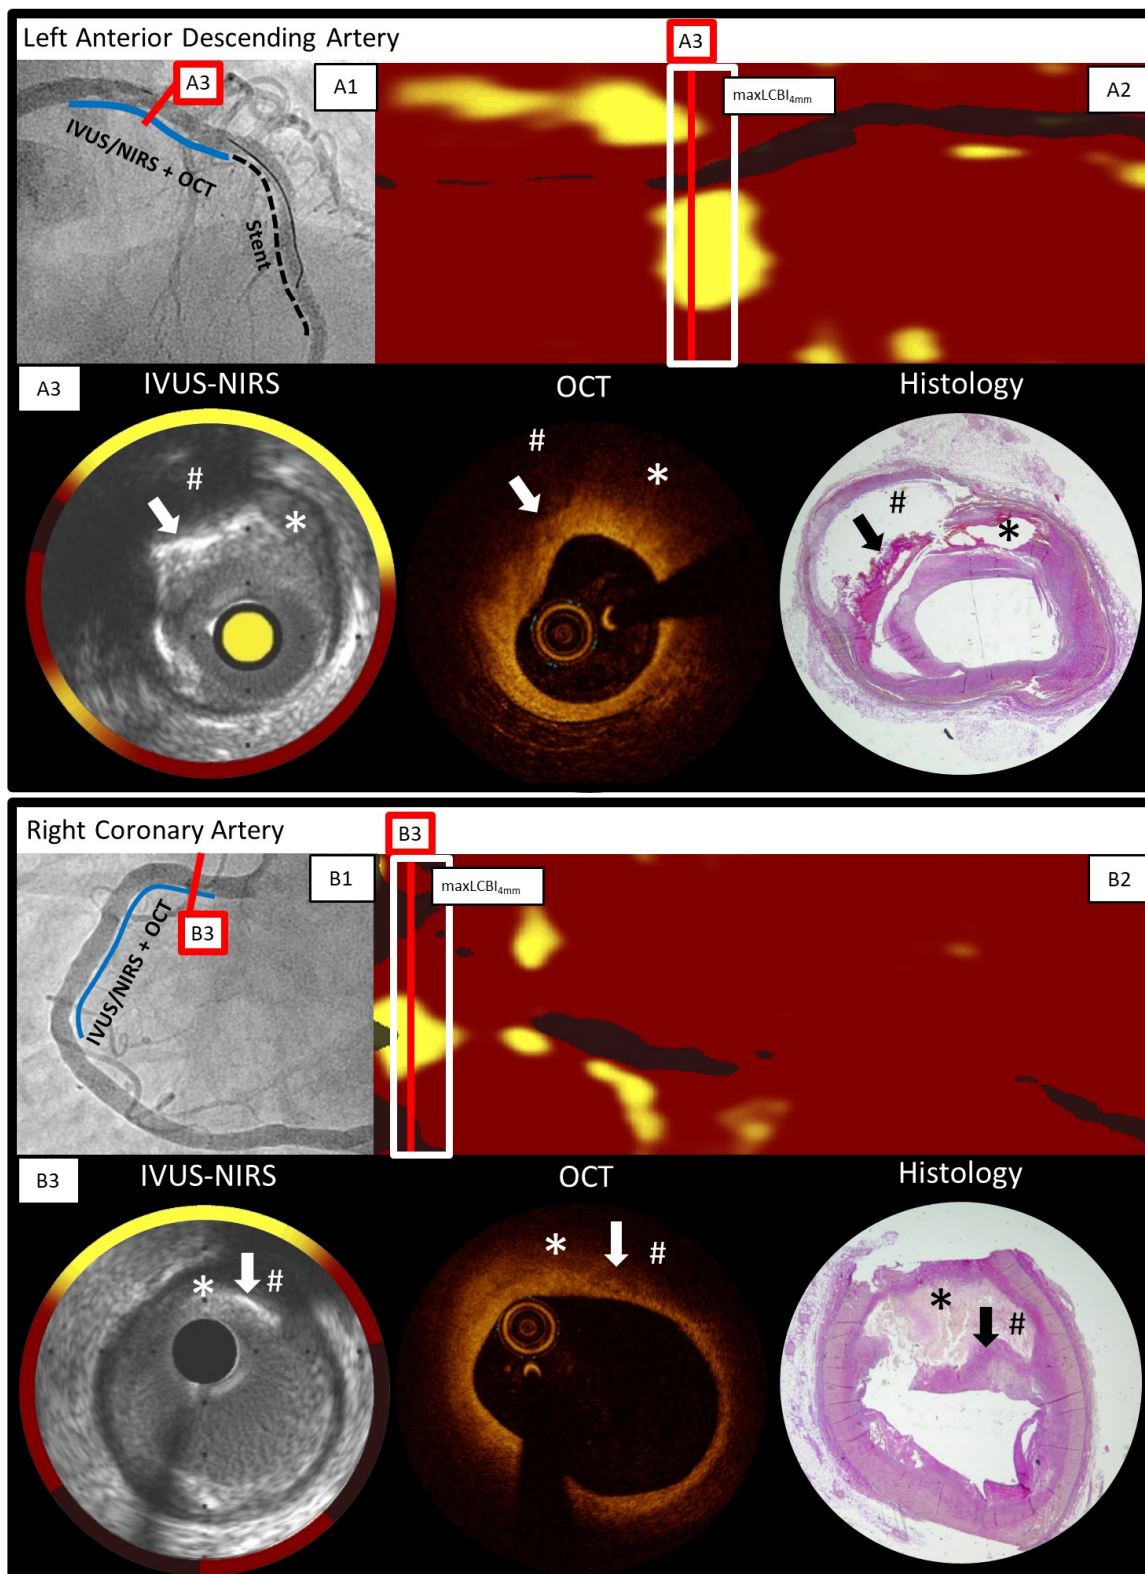 Left Anterior Descending Artery
A3
A3
A1
maxLCBI4mm
A2
IVUS/NIRS + OCT
Stent
A3
IVUS-NIRS
OCT
Histology
#
*
#
*
#
*
Right Coronary Artery
B3
B1
maxLCBI4mm
B2
IVUS/NIRS + OCT
B3
B3
IVUS-NIRS
OCT
Histology
*
#
*
#
*
#